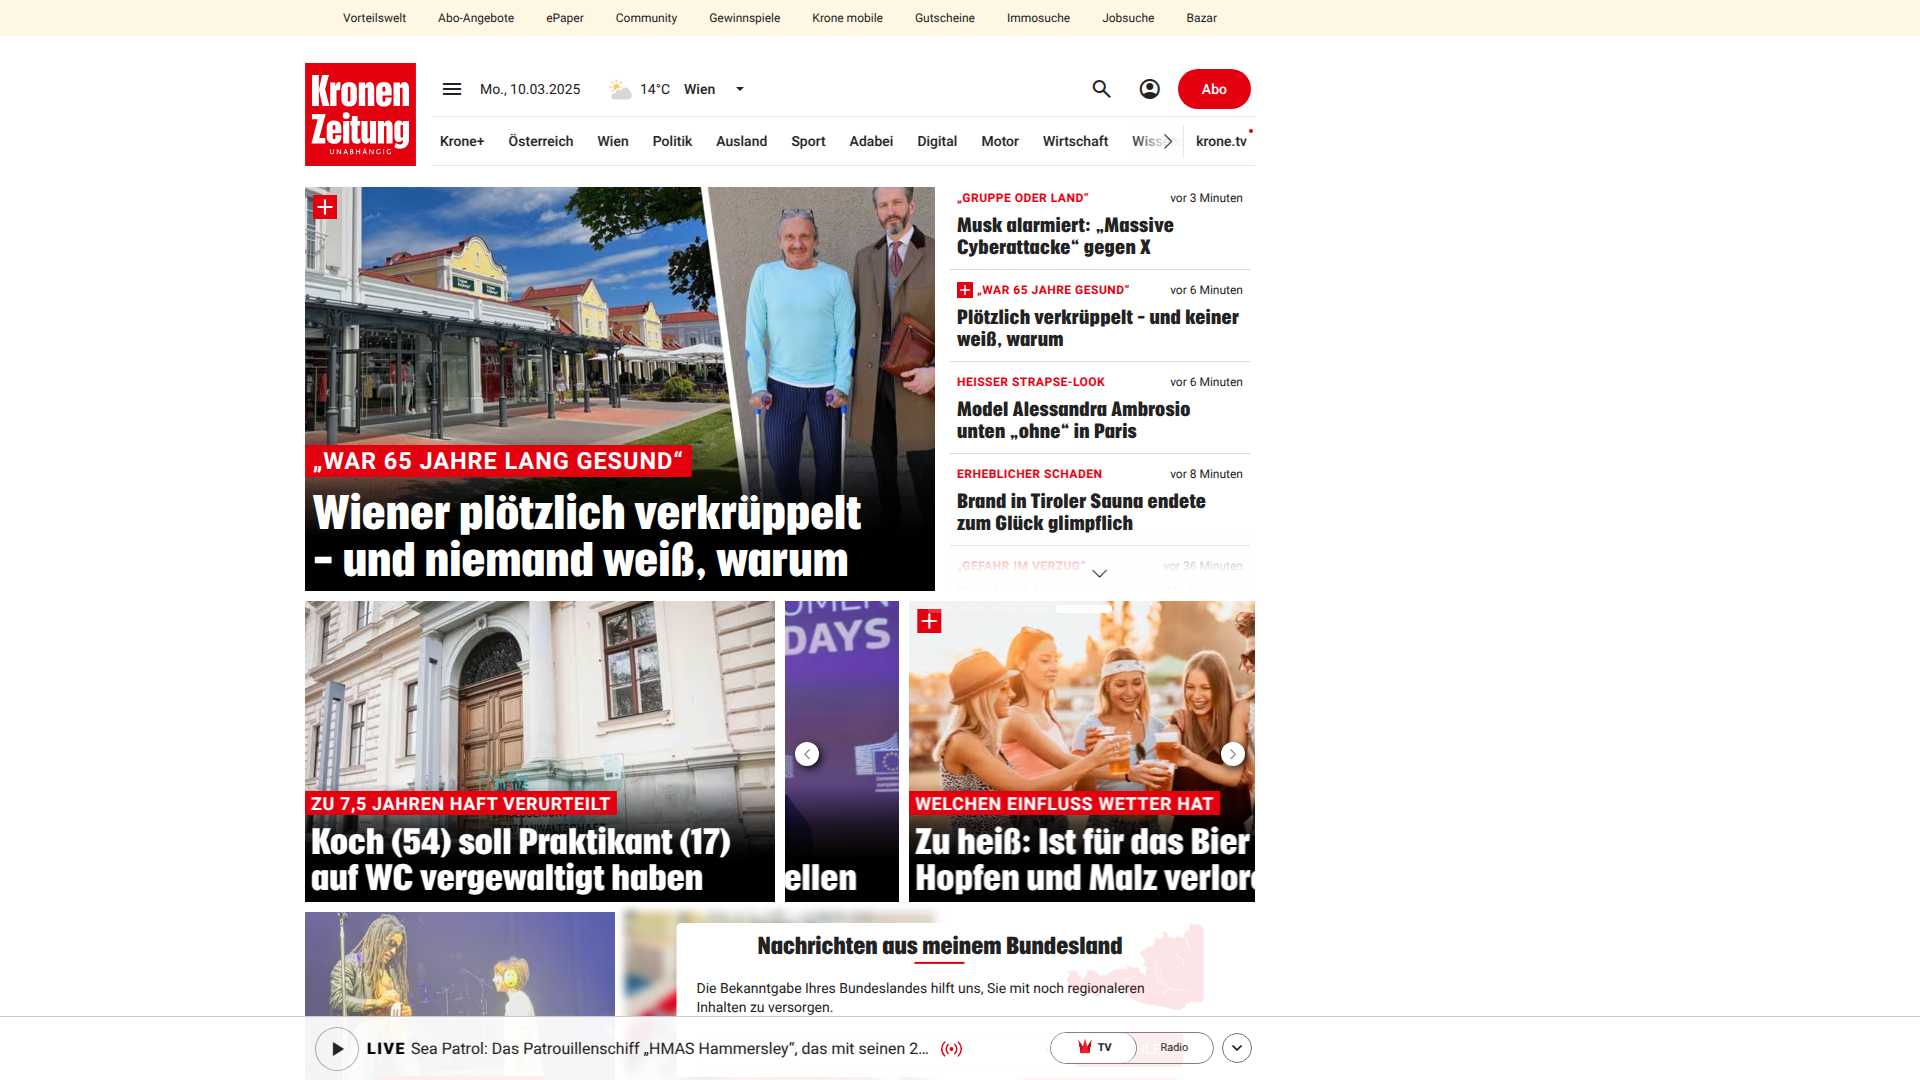 Vorteilswelt Abo-Angebote ePaper Community Gewinnspiele Krone mobile Gutscheine Immosuche Jobsuche Bazar
Kronen
Zeitung
UNABHÄNGIG
Mo., 10.03.2025 14°C Wien
Abo
Krone+ Österreich Wien Politik Ausland Sport Adabei Digital Motor Wirtschaft krone.tv
„WAR 65 JAHRE LANG GESUND“
Wiener plötzlich verkrüppelt
– und niemand weiß, warum
„GRUPPE ODER LAND“ vor 3 Minuten
Musk alarmiert: „Massive
Cyberattacke“ gegen X
„WAR 65 JAHRE GESUND“ vor 6 Minuten
Plötzlich verkrüppelt – und keiner
weiß, warum
HEISSER STRAPSE-LOOK vor 6 Minuten
Model Alessandra Ambrosio
unten „ohne“ in Paris
ERHEBLICHER SCHADEN vor 8 Minuten
Brand in Tiroler Sauna endete
zum Glück glimpflich
„GEFAHR IM VERZUG“ vor 36 Minuten
ZU 7,5 JAHREN HAFT VERURTEILT
Koch (54) soll Praktikant (17)
auf WC vergewaltigt haben
DAYS
ellen
WELCHEN EINFLUSS WETTER HAT
Zu heiß: Ist für das Bier
Hopfen und Malz verlore
Nachrichten aus meinem Bundesland
Die Bekanntgabe Ihres Bundeslandes hilft uns, Sie mit noch regionaleren
Inhalten zu versorgen.
LIVE Sea Patrol: Das Patrouillenschiff „HMAS Hammersley“, das mit seinen 2...
TV Radio